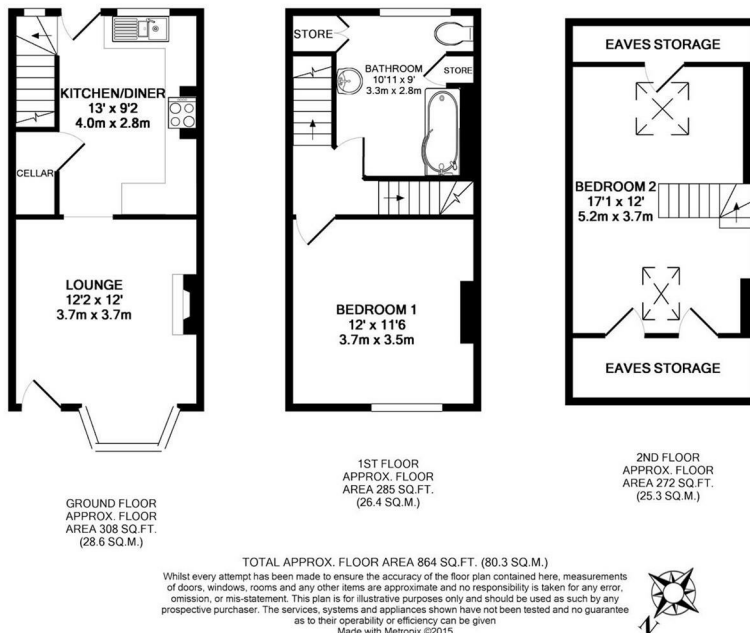 KITCHEN/DINER
13' x 9'2
4.0m x 2.8m
CELLAR
LOUNGE
12'2 x 12'
3.7m x 3.7m
GROUND FLOOR
APPROX. FLOOR
AREA 308 SQ.FT.
(28.6 SQ.M.)
STORE
BATHROOM
10'11 x 9'
3.3m x 2.8m
STORE
BEDROOM 1
12' x 11'6
3.7m x 3.5m
1ST FLOOR
APPROX. FLOOR
AREA 285 SQ.FT.
(26.4 SQ.M.)
EAVES STORAGE
BEDROOM 2
17'1 x 12'
5.2m x 3.7m
EAVES STORAGE
2ND FLOOR
APPROX. FLOOR
AREA 272 SQ.FT.
(25.3 SQ.M.)
TOTAL APPROX. FLOOR AREA 864 SQ.FT. (80.3 SQ.M.)
Whilst every attempt has been made to ensure the accuracy of the floor plan contained here, measurements
of doors, windows, rooms and any other items are approximate and no responsibility is taken for any error,
omission, or mis-statement. This plan is for illustrative purposes only and should be used as such by any
prospective purchaser. The services, systems and appliances shown have not been tested and no guarantee
as to their operability or efficiency can be given
Made with Metropix ©2015
N